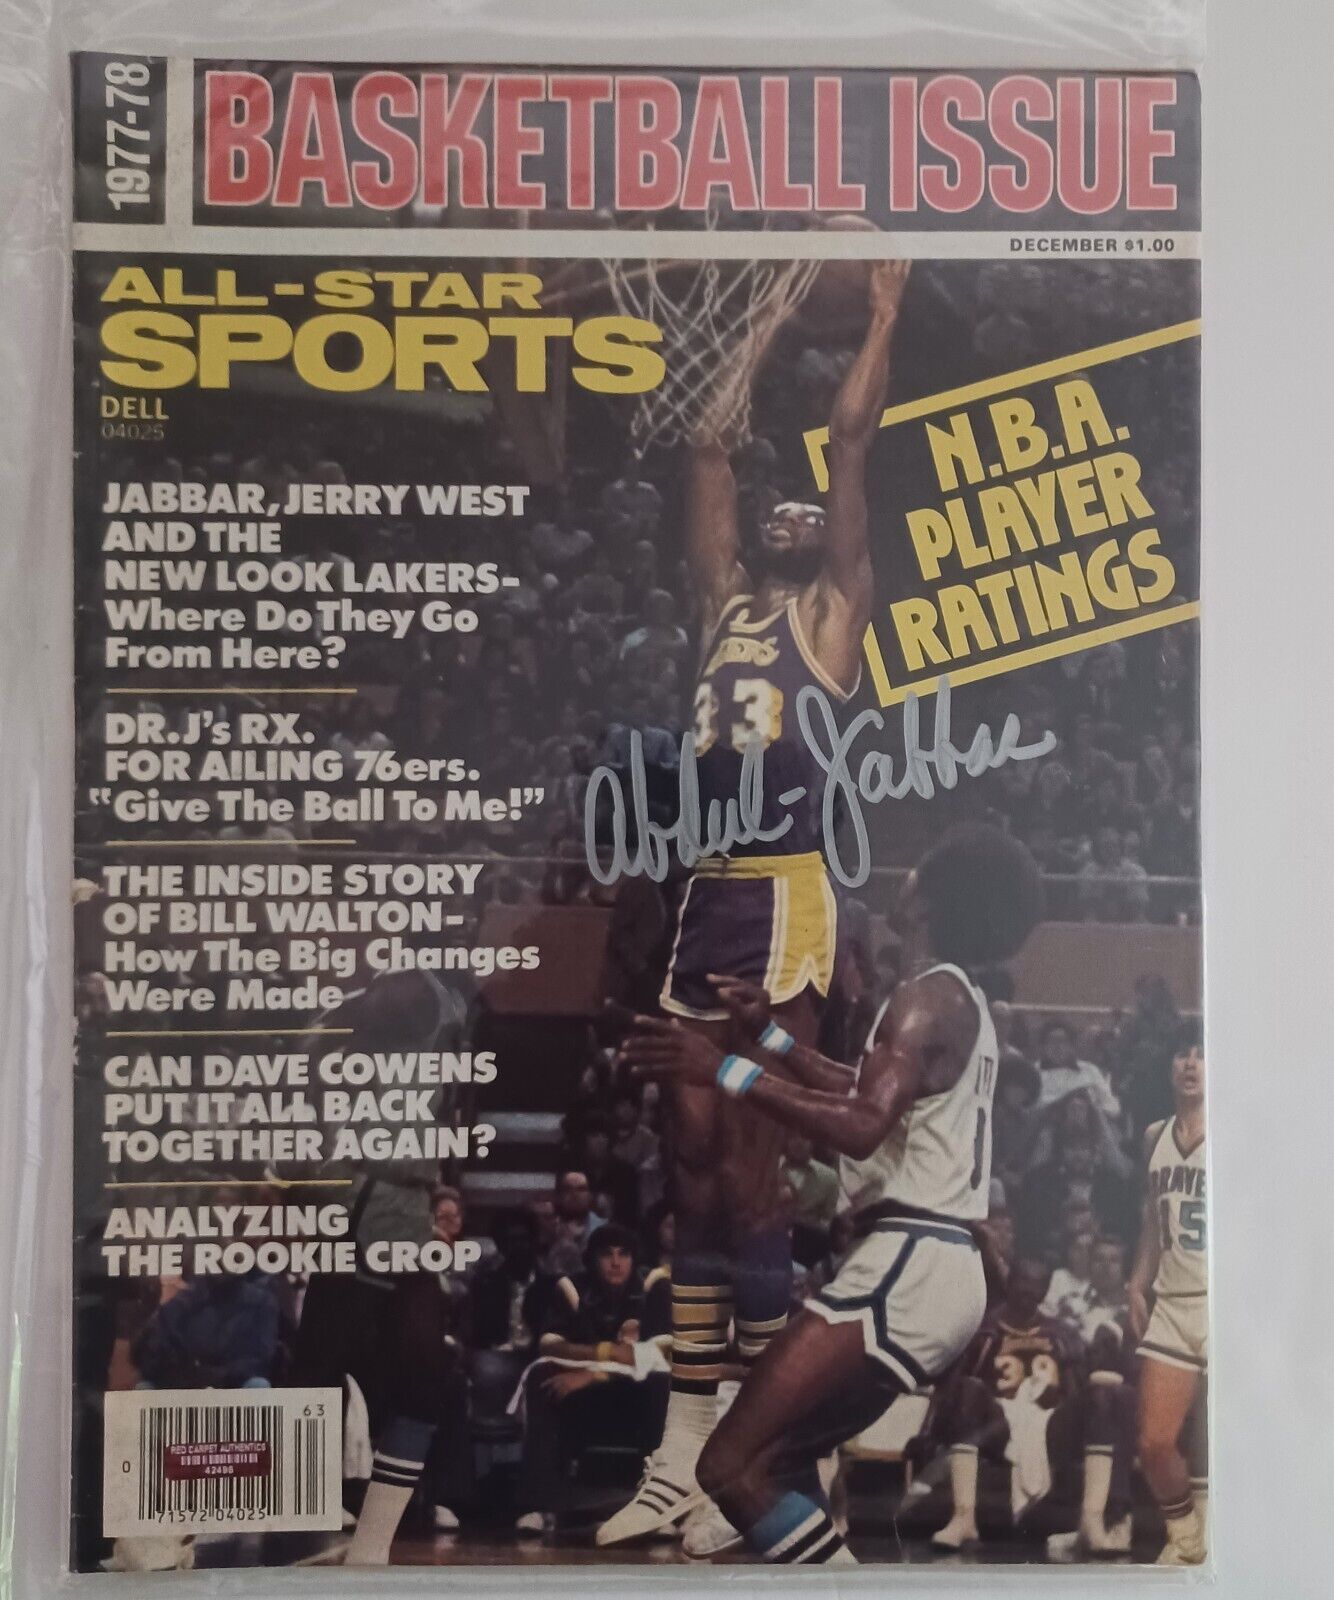 1977-78
BASKETBALL ISSUE
DECEMBER $1.00
ALL-STAR
SPORTS
DELL
04025
N.B.A.
PLAYER
RATINGS
JABBAR, JERRY WEST
AND THE
NEW LOOK LAKERS-
Where Do They Go
From Here?
33
Abdul-Jabbar
DR.J's RX.
FOR AILING 76ers.
"Give The Ball To Me!"
THE INSIDE STORY
OF BILL WALTON-
How The Big Changes
Were Made
CAN DAVE COWENS
PUT IT ALL BACK
TOGETHER AGAIN?
BRAVE
15
ANALYZING
THE ROOKIE CROP
39
63
RED CARPET AUTHENTICS
42498
0
71572 04025